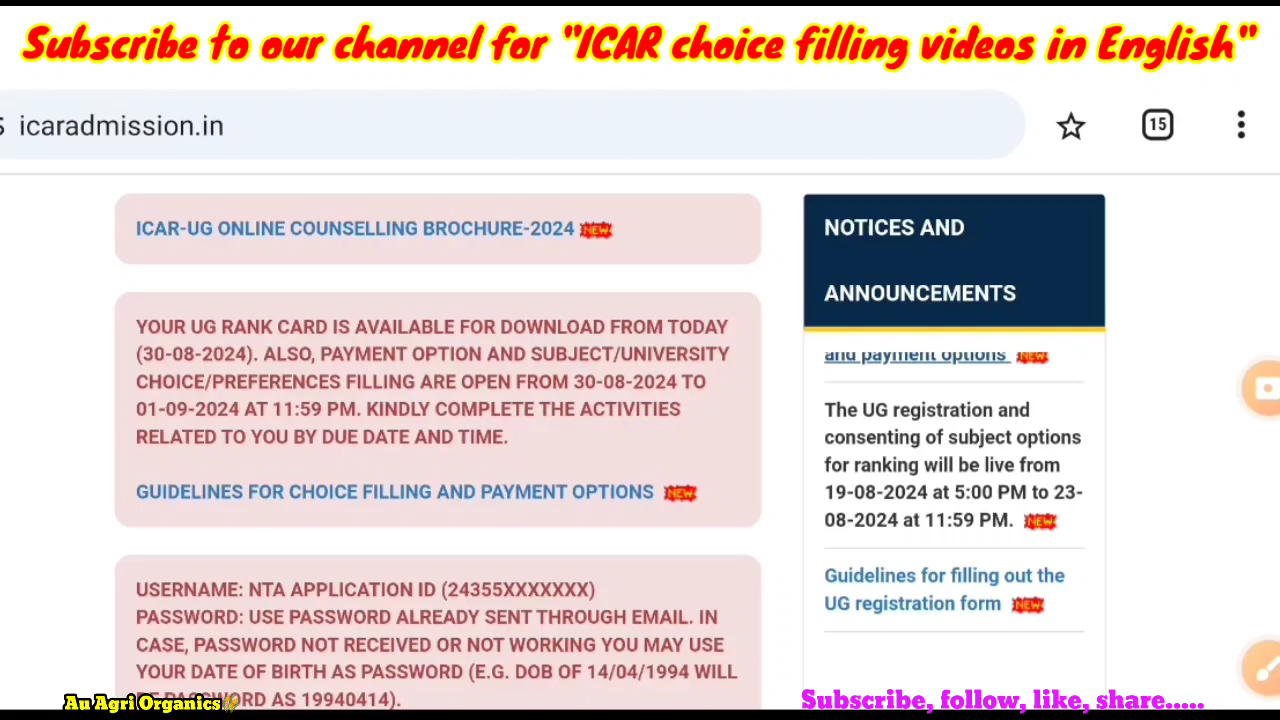 Subscribe to our channel for "ICAR choice filling videos in English"
icaradmission.in
15
ICAR-UG ONLINE COUNSELLING BROCHURE-2024 NEW
YOUR UG RANK CARD IS AVAILABLE FOR DOWNLOAD FROM TODAY
(30-08-2024). ALSO, PAYMENT OPTION AND SUBJECT/UNIVERSITY
CHOICE/PREFERENCES FILLING ARE OPEN FROM 30-08-2024 TO
01-09-2024 AT 11:59 PM. KINDLY COMPLETE THE ACTIVITIES
RELATED TO YOU BY DUE DATE AND TIME.
GUIDELINES FOR CHOICE FILLING AND PAYMENT OPTIONS NEW
USERNAME: NTA APPLICATION ID (24355XXXXXXX)
PASSWORD: USE PASSWORD ALREADY SENT THROUGH EMAIL. IN
CASE, PASSWORD NOT RECEIVED OR NOT WORKING YOU MAY USE
YOUR DATE OF BIRTH AS PASSWORD (E.G. DOB OF 14/04/1994 WILL
BE PASSWORD AS 19940414).
NOTICES AND
ANNOUNCEMENTS
and payment options NEW
The UG registration and
consenting of subject options
for ranking will be live from
19-08-2024 at 5:00 PM to 23-
08-2024 at 11:59 PM. NEW
Guidelines for filling out the
UG registration form NEW
Au Agri Organics
Subscribe, follow, like, share.....